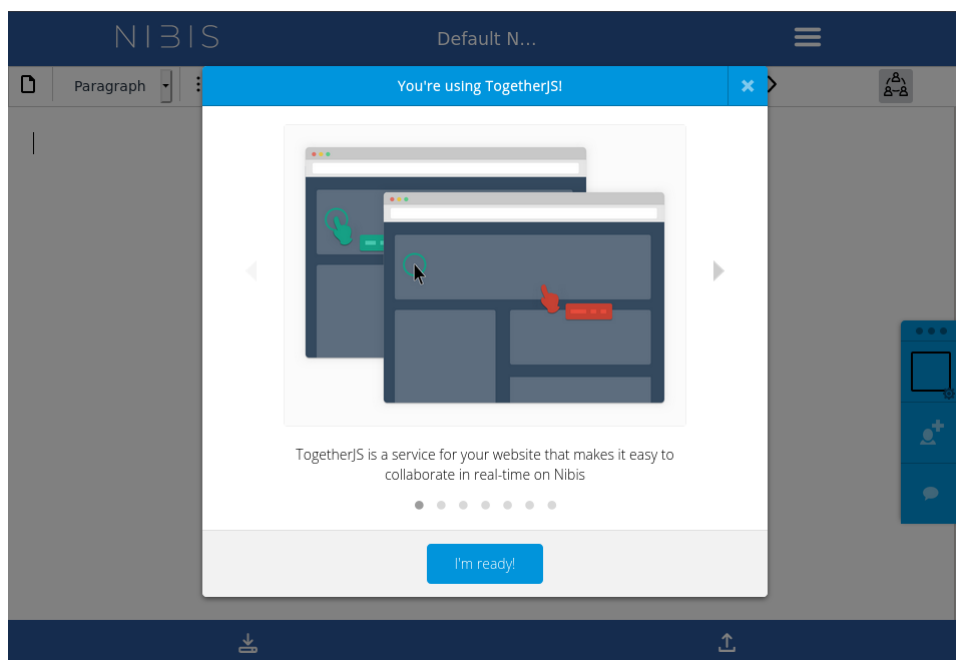 NIBIS
Default N...
Paragraph
You're using TogetherJS!
TogetherJS is a service for your website that makes it easy to
collaborate in real-time on Nibis
I'm ready!